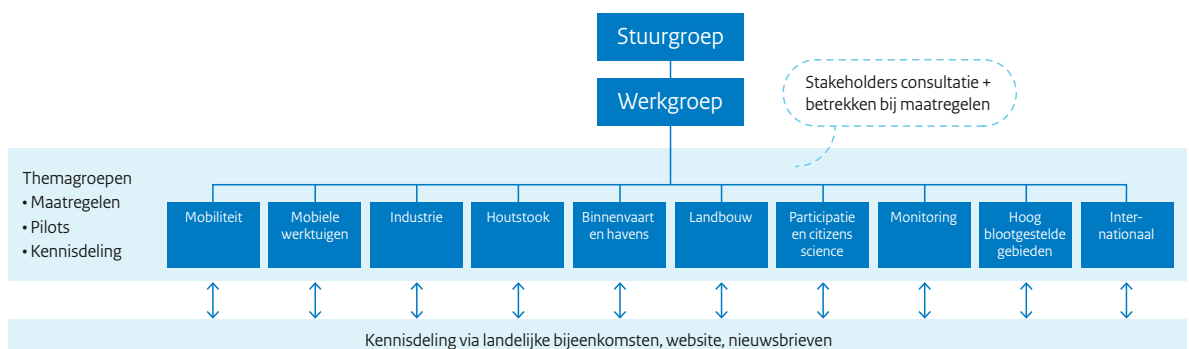 Stuurgroep
Werkgroep
Stakeholders consultatie +
betrekken bij maatregelen
Themagroepen
• Maatregelen
• Pilots
• Kennisdeling
Mobiliteit
Mobiele
werktuigen
Industrie
Houtstook
Binnenvaart
en havens
Landbouw
Participatie
en citizens
science
Monitoring
Hoog
blootgestelde
gebieden
Inter-
nationaal
Kennisdeling via landelijke bijeenkomsten, website, nieuwsbrieven